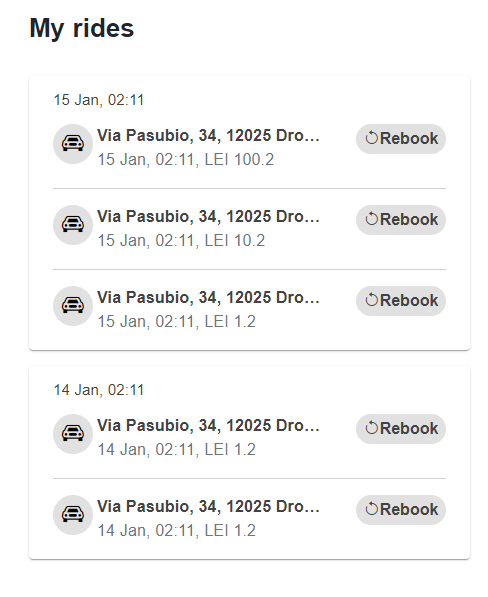 My rides
15 Jan, 02:11
Via Pasubio, 34, 12025 Dro...
Rebook
15 Jan, 02:11, LEI 100.2
Via Pasubio, 34, 12025 Dro...
Rebook
15 Jan, 02:11, LEI 10.2
Via Pasubio, 34, 12025 Dro...
Rebook
15 Jan, 02:11, LEI 1.2
14 Jan, 02:11
Via Pasubio, 34, 12025 Dro...
Rebook
14 Jan, 02:11, LEI 1.2
Via Pasubio, 34, 12025 Dro...
Rebook
14 Jan, 02:11, LEI 1.2